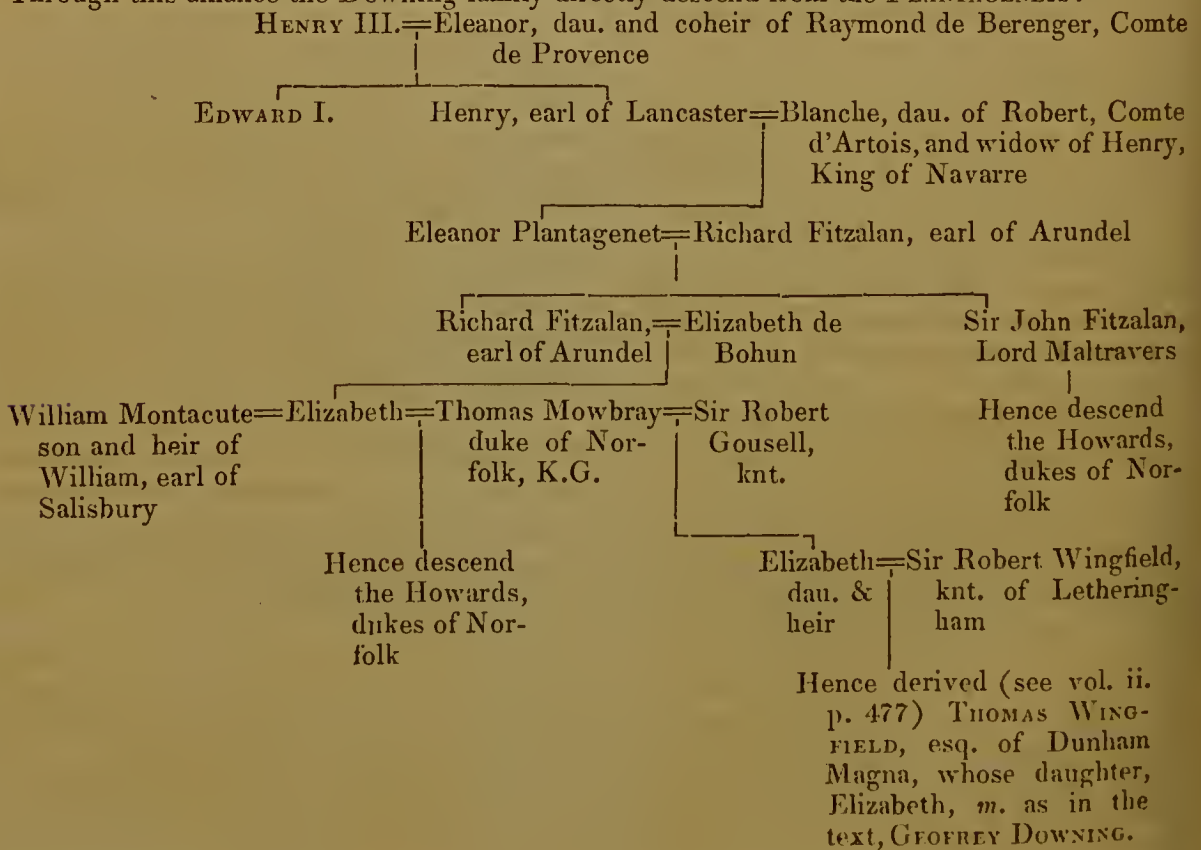 HENRY III.=Eleanor, dau. and coheir of Raymond de Berenger, Comte
de Provence
EDWARD I. Henry, earl of Lancaster=Blanche, dau. of Robert, Comte
d'Artois, and widow of Henry,
King of Navarre
Eleanor Plantagenet=Richard Fitzalan, earl of Arundel
Richard Fitzalan,=Elizabeth de
earl of Arundel Bohun
Sir John Fitzalan,
Lord Maltravers
William Montacute=Elizabeth=Thomas Mowbray=Sir Robert
son and heir of
William, earl of
Salisbury
duke of Nor-
folk, K.G.
Gousell,
knt.
Hence descend
the Howards,
dukes of Nor-
folk
Hence descend
the Howards,
dukes of Nor-
folk
Elizabeth=Sir Robert Wingfield,
dau. &
heir
knt. of Lethering-
ham
Hence derived (see vol. ii.
p. 477) THOMAS WING-
FIELD, esq. of Dunham
Magna, whose daughter,
Elizabeth, m. as in the
text, GEOFREY DOWNING.